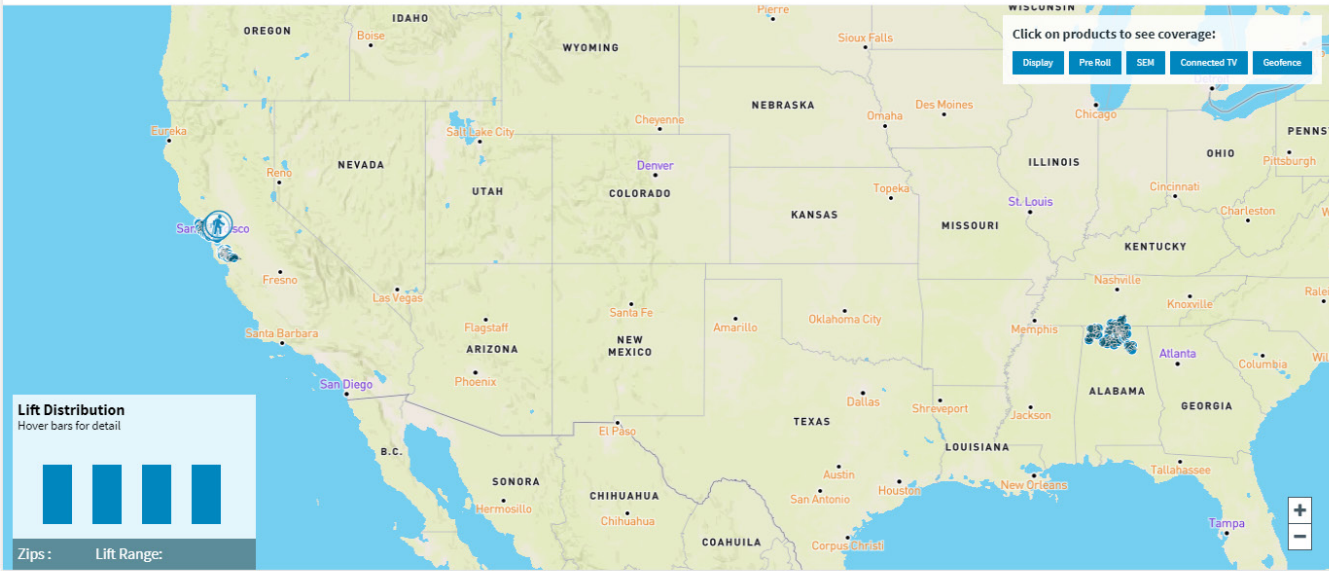 WISCONSIN
Pierre
IDAHO
OREGON
Boise
Sioux Falls
Click on products to see coverage:
WYOMING
Display Pre Roll SEM Connected TV Geofence
Detroit
NEBRASKA
Des Moines
Omaha
Chicago
Cheyenne
Eureka
Salt Lake City
PENNS
OHIO
Pittsburgh
NEVADA
Denver
ILLINOIS
Reno
UTAH
COLORADO
Topeka
Cincinnati
St. Louis
KANSAS
Charleston
MISSOURI
KENTUCKY
Fresno
Las Vegas
Nashville
Knoxville
Ralei
Santa Fe
Flagstaff
Amarillo
Oklahoma City
Memphis
Santa Barbara
NEW
MEXICO
ARIZONA
Atlanta
Columbia
Wil
Phoenix
San Diego
ALABAMA
GEORGIA
Dallas
Shreveport
Jackson
Lift Distribution
Hover bars for detail
El Paso
TEXAS
LOUISIANA
B.C.
Tallahassee
Austin
SONORA
Houston
New Orleans
San Antonio
CHIHUAHUA
Hermosillo
Chihuahua
Tampa
COAHUILA
Corpus Christi
Zips : Lift Range:
+
−